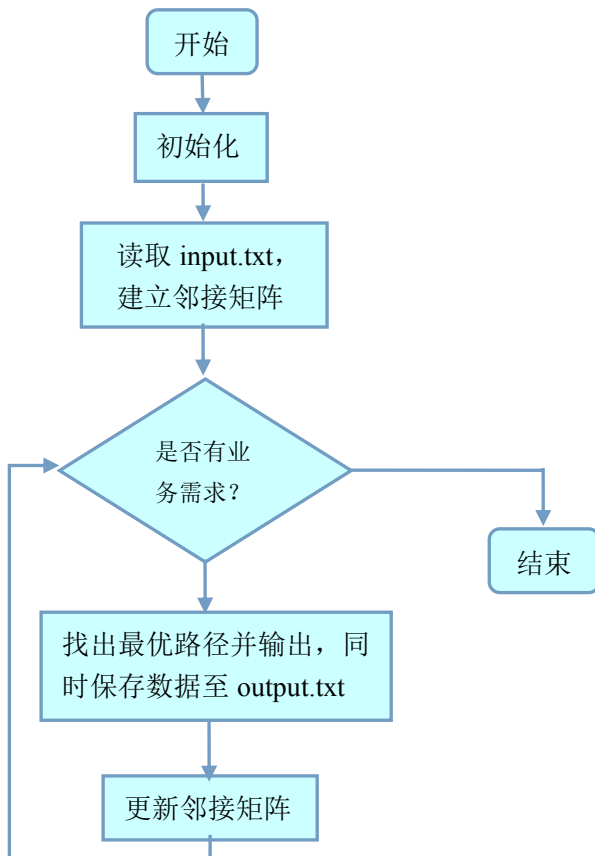 开始
初始化
读取 input.txt，
建立邻接矩阵
是否有业
务需求？
结束
找出最优路径并输出，同
时保存数据至 output.txt
更新邻接矩阵